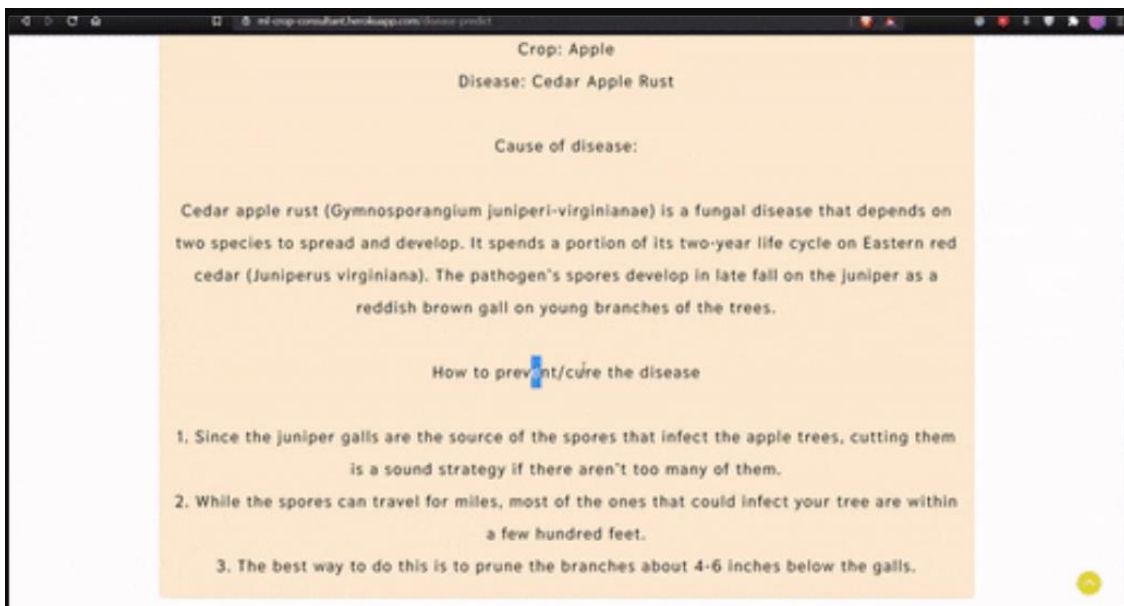 ml-crop-consultant.herokuapp.com/disease-predict
Crop: Apple
Disease: Cedar Apple Rust
Cause of disease:
Cedar apple rust (Gymnosporangium juniperi-virginianae) is a fungal disease that depends on
two species to spread and develop. It spends a portion of its two-year life cycle on Eastern red
cedar (Juniperus virginiana). The pathogen's spores develop in late fall on the juniper as a
reddish brown gall on young branches of the trees.
How to prevent/cure the disease
1. Since the juniper galls are the source of the spores that infect the apple trees, cutting them
is a sound strategy if there aren't too many of them.
2. While the spores can travel for miles, most of the ones that could infect your tree are within
a few hundred feet.
3. The best way to do this is to prune the branches about 4-6 inches below the galls.